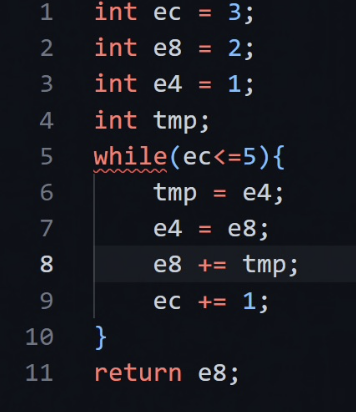 1 int ec = 3;
2 int e8 = 2;
3 int e4 = 1;
4 int tmp;
5 while(ec<=5){
6     tmp = e4;
7     e4 = e8;
8     e8 += tmp;
9     ec += 1;
10 }
11 return e8;